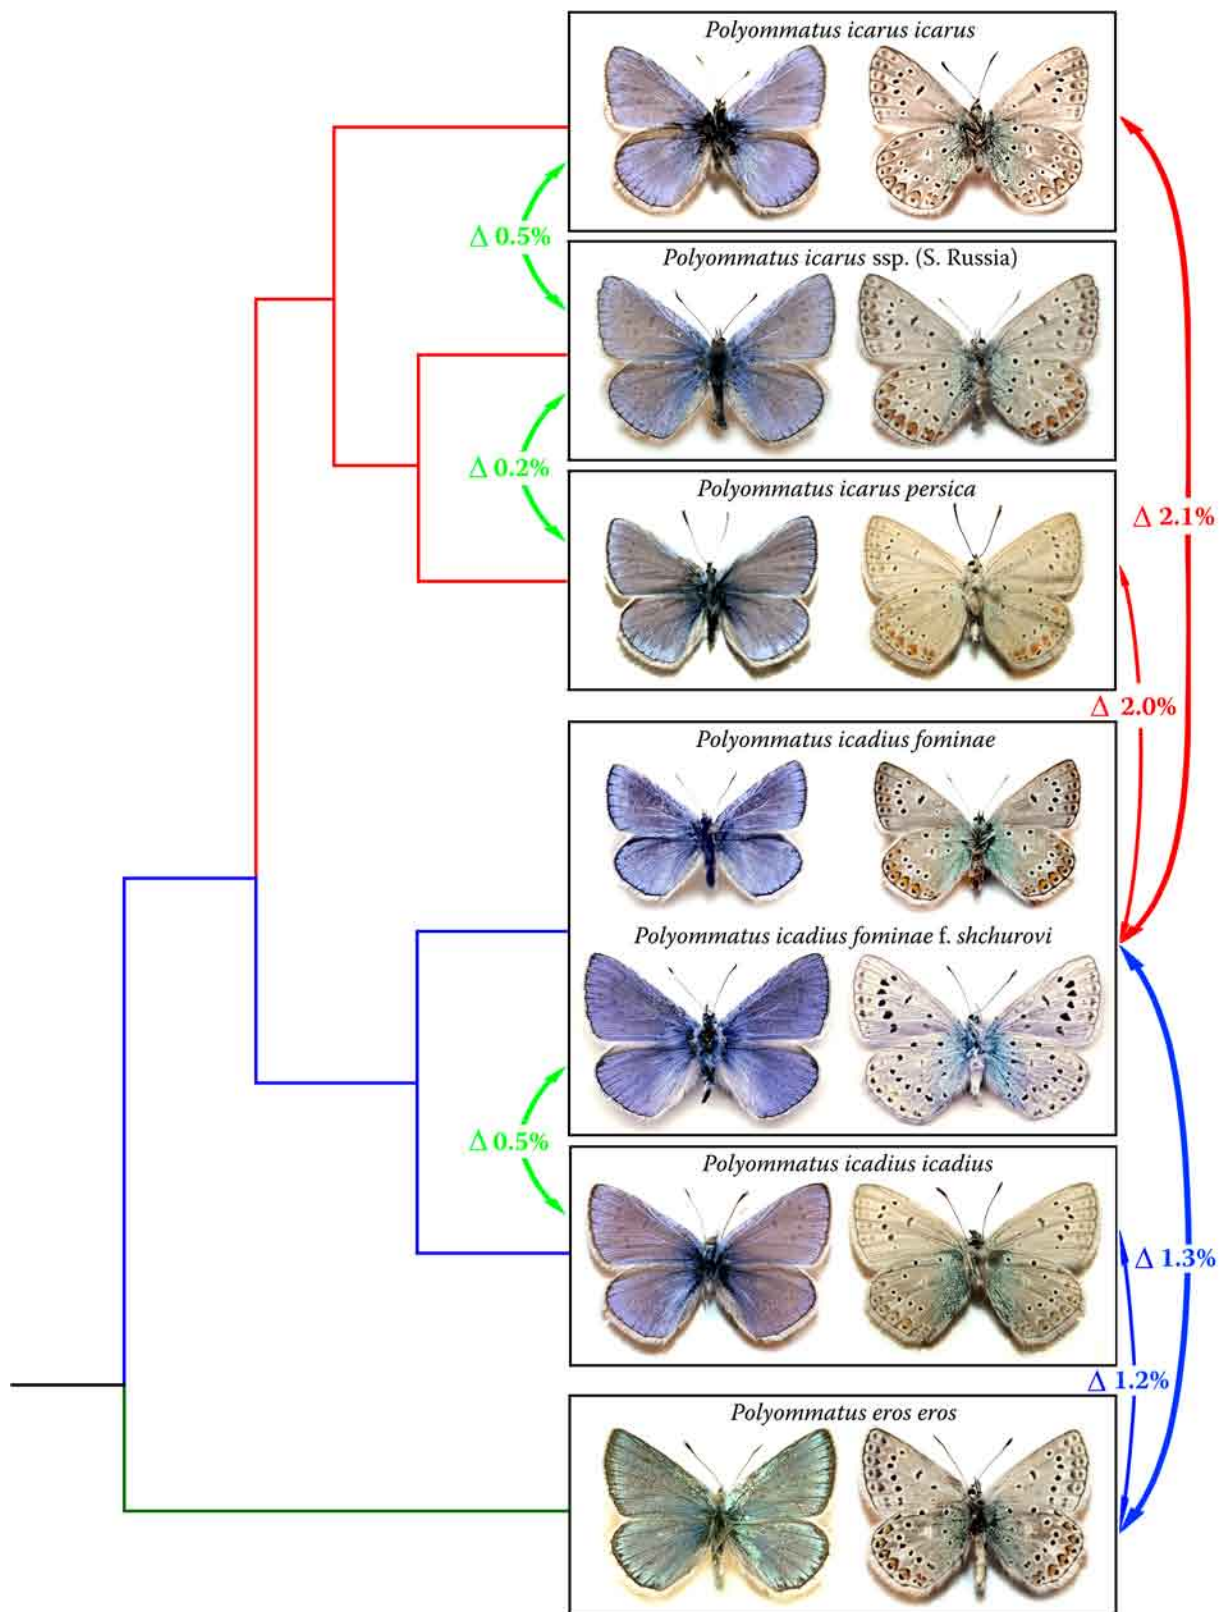 Polyommatus icarus icarus
Δ 0.5%
Polyommatus icarus ssp. (S. Russia)
Δ 0.2%
Polyommatus icarus persica
Δ 2.1%
Δ 2.0%
Polyommatus icadius fominae
Polyommatus icadius fominae f. shchurovi
Δ 0.5%
Polyommatus icadius icadius
Δ 1.3%
Δ 1.2%
Polyommatus eros eros